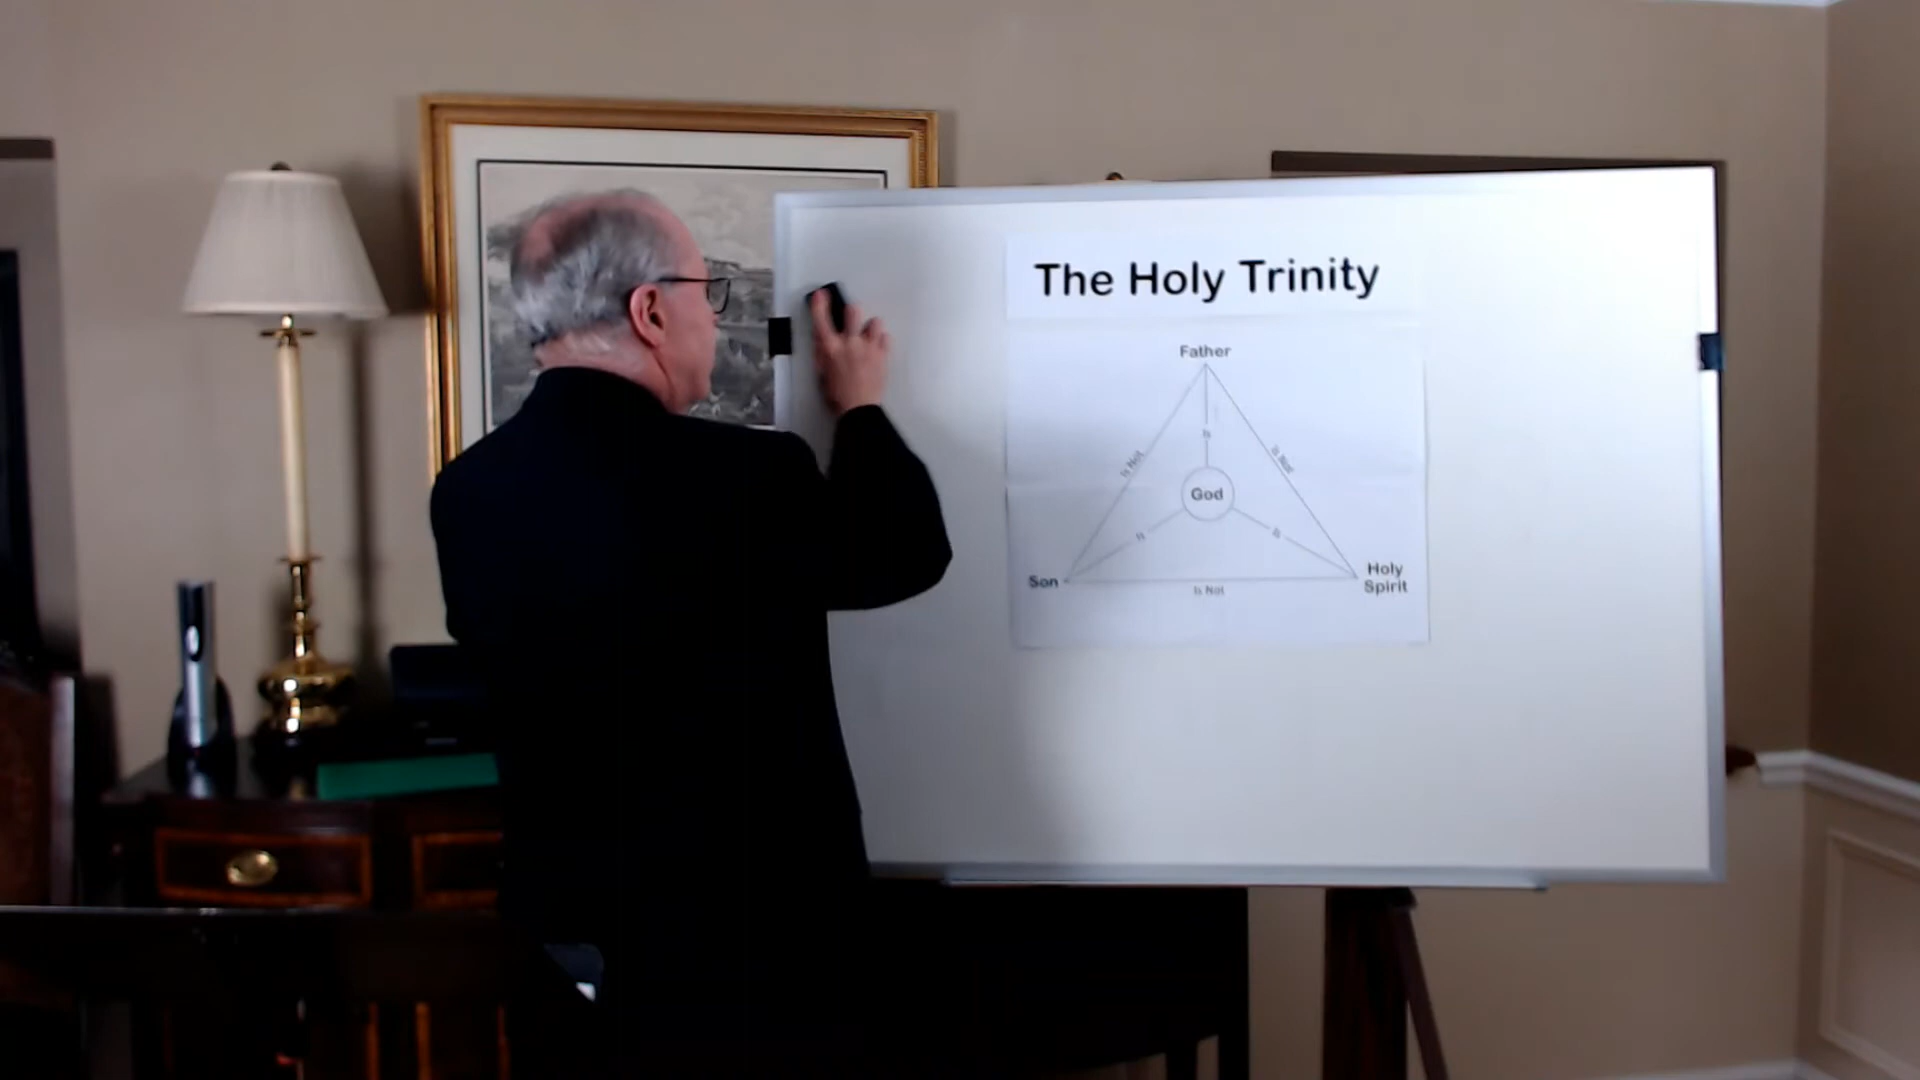 The Holy Trinity
Father
Is Not
Is
Is Not
God
Is
Is
Son
Holy
Spirit
Is Not